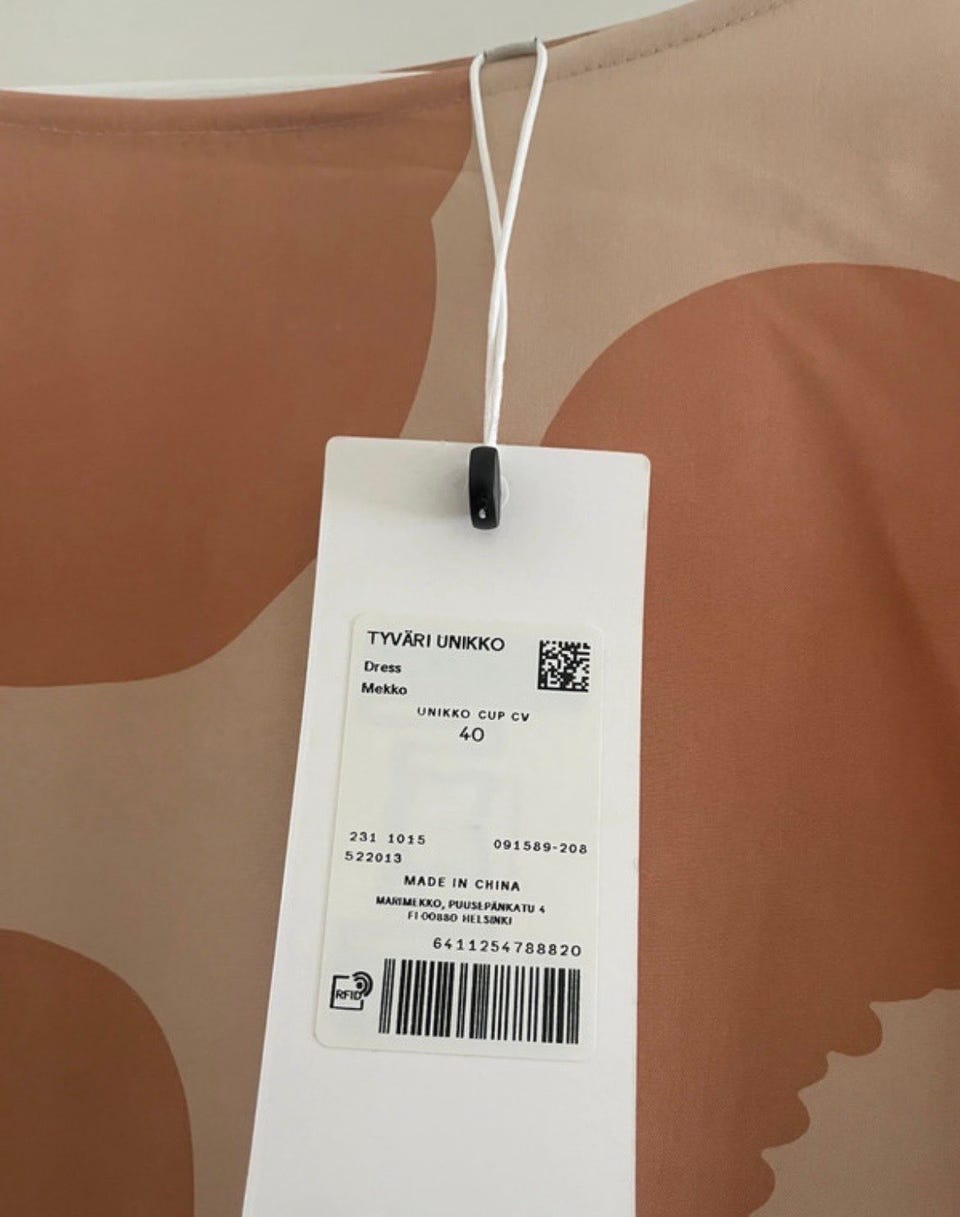 TYVÄRI UNIKKO
Dress
Mekko
UNIKKO CUP CV
40
231 1015 091589-208
522013
MADE IN CHINA
MARIMEKKO, PUUSEPÄNKATU 4
FI-00880 HELSINKI
6411254788820
RFID